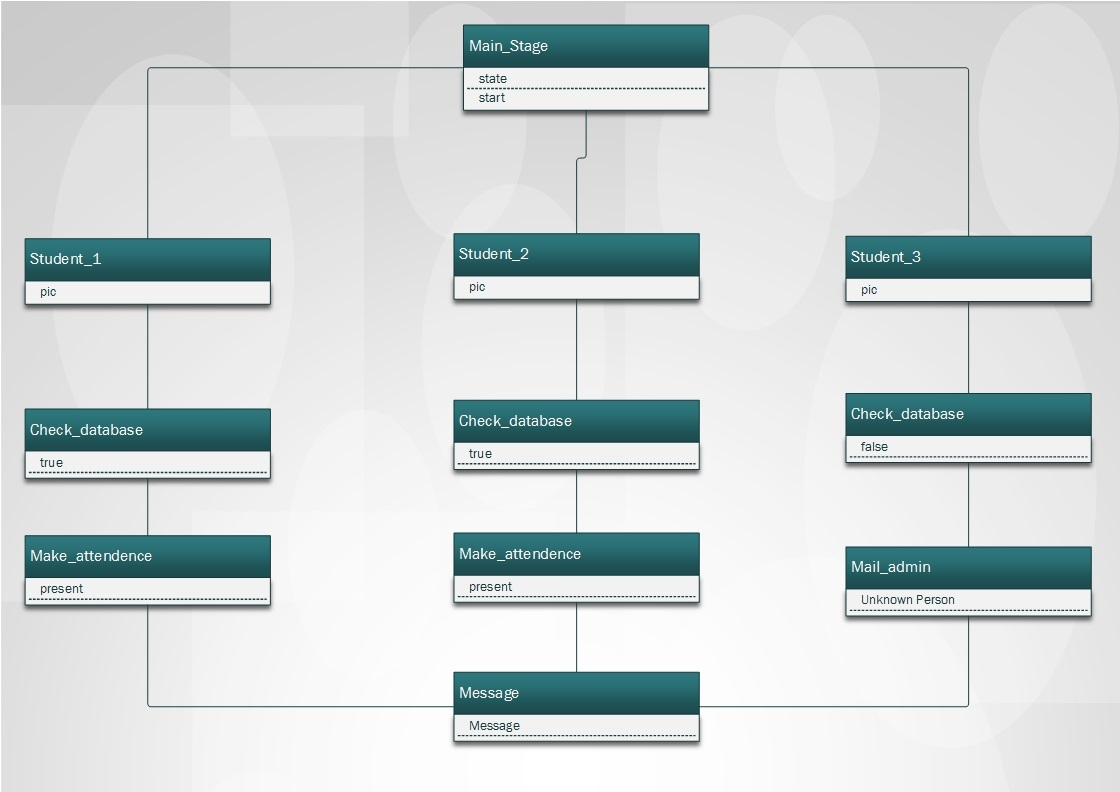 Main_Stage
state
start
Student_1
pic
Student_2
pic
Student_3
pic
Check_database
true
Check_database
true
Check_database
false
Make_attendence
present
Make_attendence
present
Mail_admin
Unknown Person
Message
Message